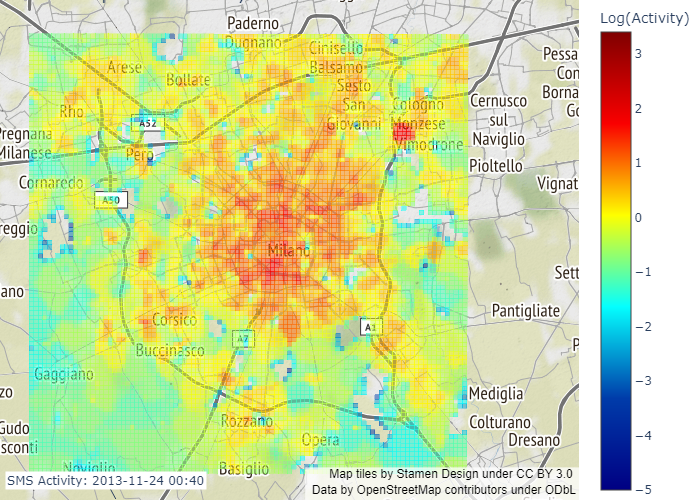 Log(Activity)
3
2
1
0
−1
−2
−3
−4
−5
Paderno
Dugnano
Cinisello
Balsamo
Arese
Bollate
Sesto
San
Giovanni
Cologno
Monzese
Vimodrone
Cernusco
sul
Naviglio
Pioltello
Pessa
Con
Borna
Go
Rho
A52
Pero
Pregnana
Milanese
Cornaredo
A50
Vignat
reggio
Milano
Sett
ano
Pantigliate
Corsico
A7
A1
Buccinasco
P
Gaggiano
zo
Mediglia
Rozzano
Colturano
Gudo
sconti
Opera
Dresano
Noviglio
Basiglio
SMS Activity: 2013-11-24 00:40
Map tiles by Stamen Design under CC BY 3.0
Data by OpenStreetMap contributors under ODbL